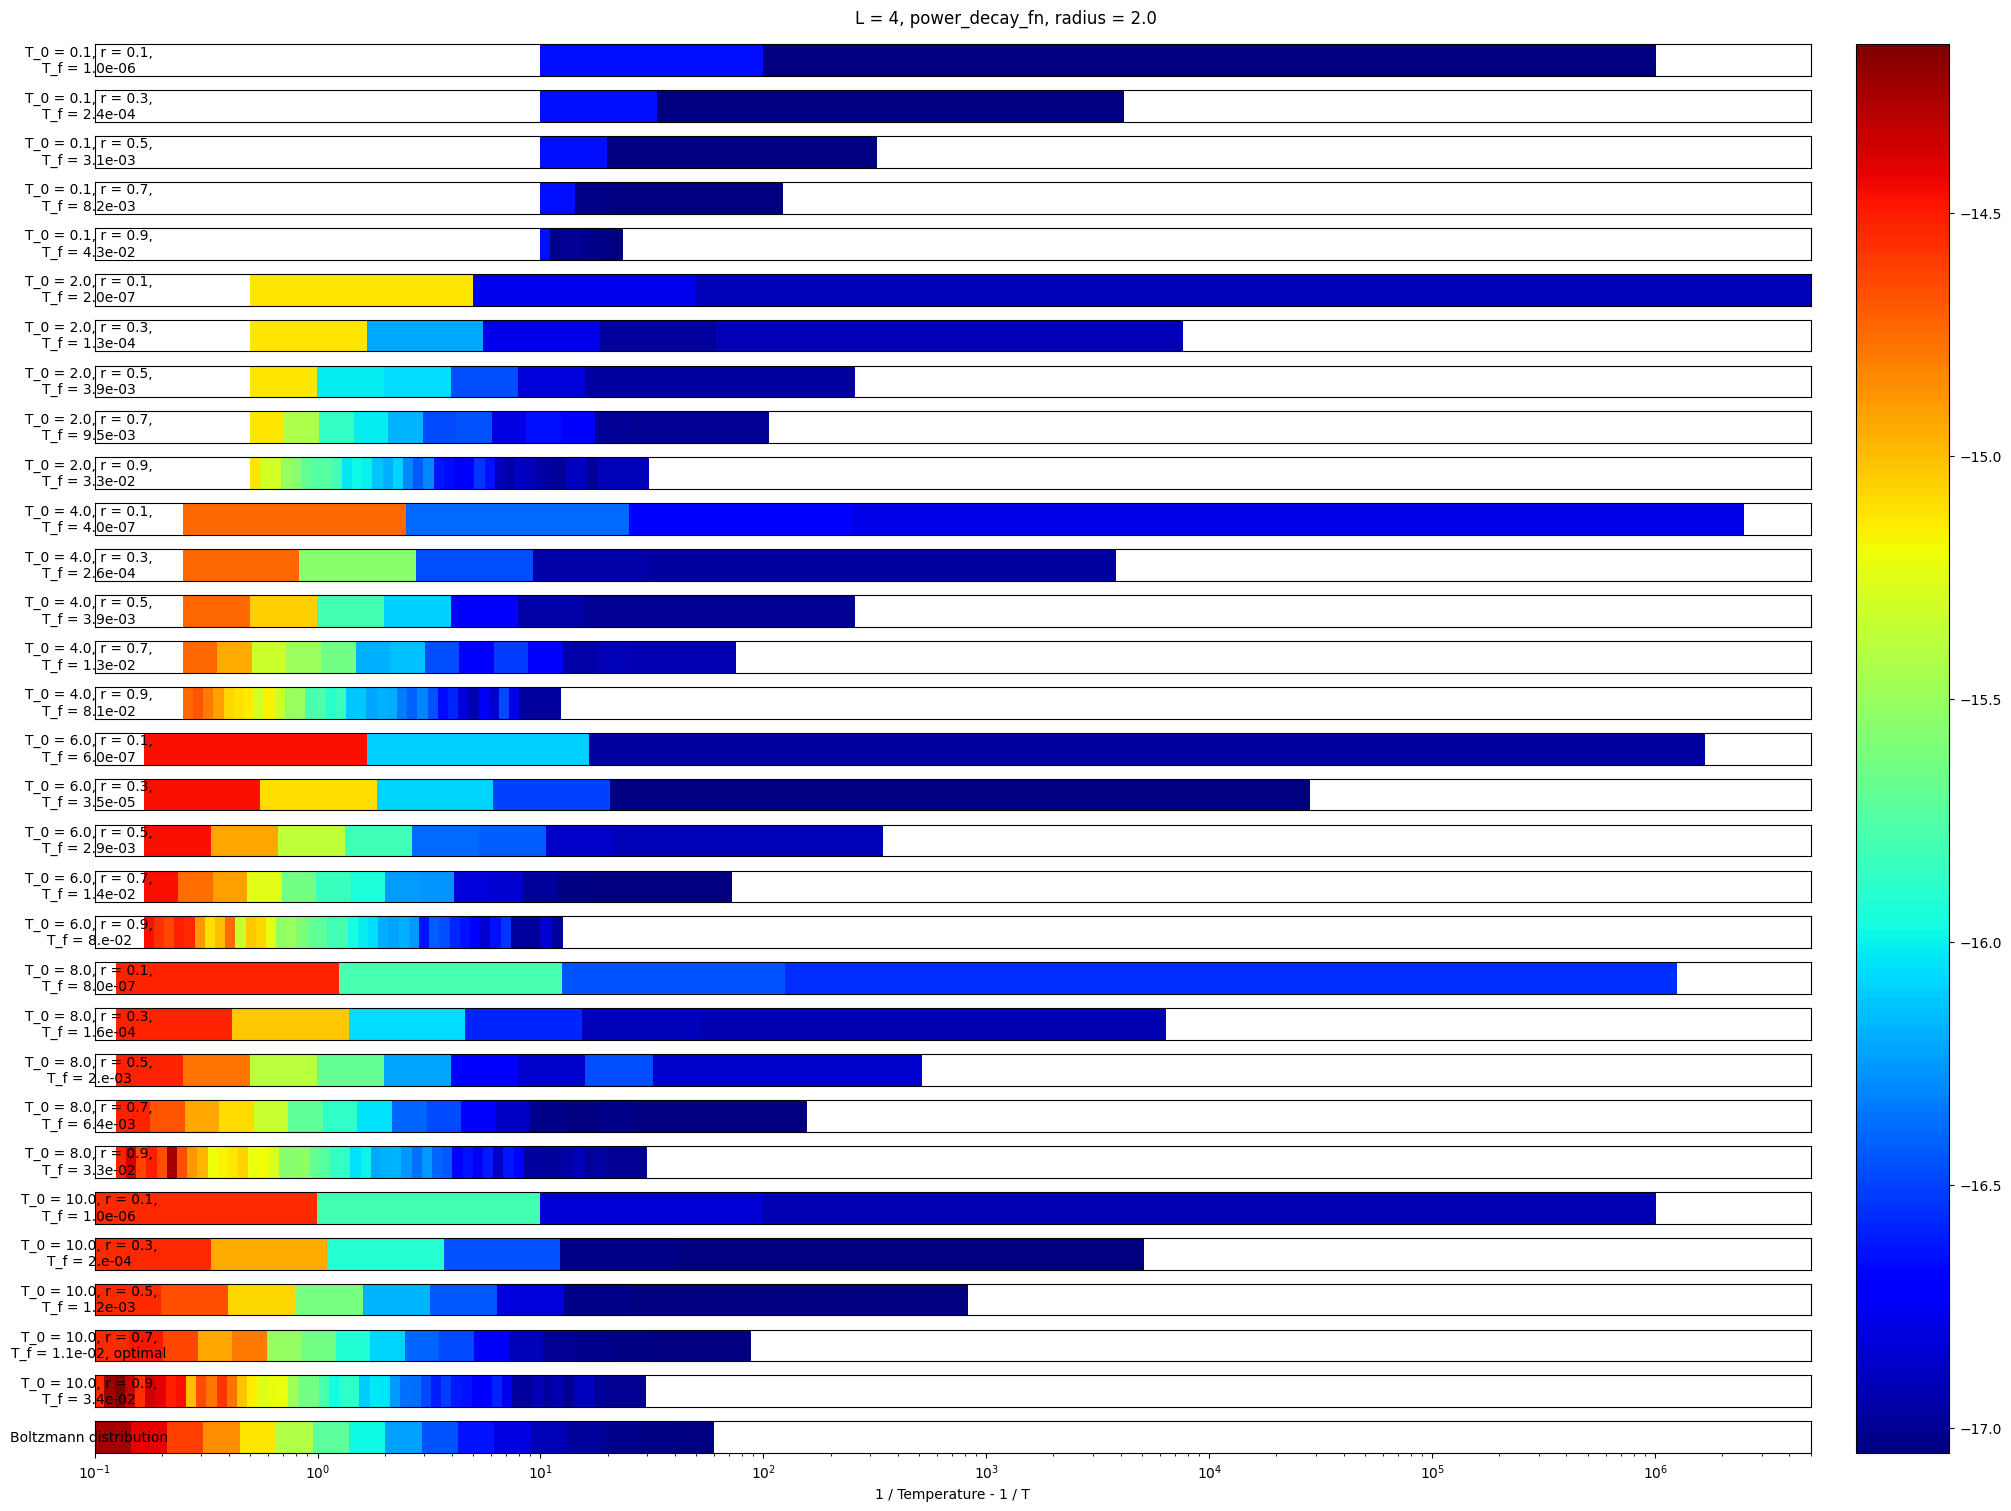 L = 4, power_decay_fn, radius = 2.0
T_0 = 0.1, r = 0.1,
T_f = 1.0e-06
T_0 = 0.1, r = 0.3,
T_f = 2.4e-04
T_0 = 0.1, r = 0.5,
T_f = 3.1e-03
T_0 = 0.1, r = 0.7,
T_f = 8.2e-03
T_0 = 0.1, r = 0.9,
T_f = 4.3e-02
T_0 = 2.0, r = 0.1,
T_f = 2.0e-07
T_0 = 2.0, r = 0.3,
T_f = 1.3e-04
T_0 = 2.0, r = 0.5,
T_f = 3.9e-03
T_0 = 2.0, r = 0.7,
T_f = 9.5e-03
T_0 = 2.0, r = 0.9,
T_f = 3.3e-02
T_0 = 4.0, r = 0.1,
T_f = 4.0e-07
T_0 = 4.0, r = 0.3,
T_f = 2.6e-04
T_0 = 4.0, r = 0.5,
T_f = 3.9e-03
T_0 = 4.0, r = 0.7,
T_f = 1.3e-02
T_0 = 4.0, r = 0.9,
T_f = 8.1e-02
T_0 = 6.0, r = 0.1,
T_f = 6.0e-07
T_0 = 6.0, r = 0.3,
T_f = 3.5e-05
T_0 = 6.0, r = 0.5,
T_f = 2.9e-03
T_0 = 6.0, r = 0.7,
T_f = 1.4e-02
T_0 = 6.0, r = 0.9,
T_f = 8.e-02
T_0 = 8.0, r = 0.1,
T_f = 8.0e-07
T_0 = 8.0, r = 0.3,
T_f = 1.6e-04
T_0 = 8.0, r = 0.5,
T_f = 2.e-03
T_0 = 8.0, r = 0.7,
T_f = 6.4e-03
T_0 = 8.0, r = 0.9,
T_f = 3.3e-02
T_0 = 10.0, r = 0.1,
T_f = 1.0e-06
T_0 = 10.0, r = 0.3,
T_f = 2.e-04
T_0 = 10.0, r = 0.5,
T_f = 1.2e-03
T_0 = 10.0, r = 0.7,
T_f = 1.1e-02, optimal
T_0 = 10.0, r = 0.9,
T_f = 3.4e-02
Boltzmann distribution
10⁻¹ 10⁰ 10¹ 10² 10³ 10⁴ 10⁵ 10⁶
1 / Temperature - 1 / T
−14.5
−15.0
−15.5
−16.0
−16.5
−17.0